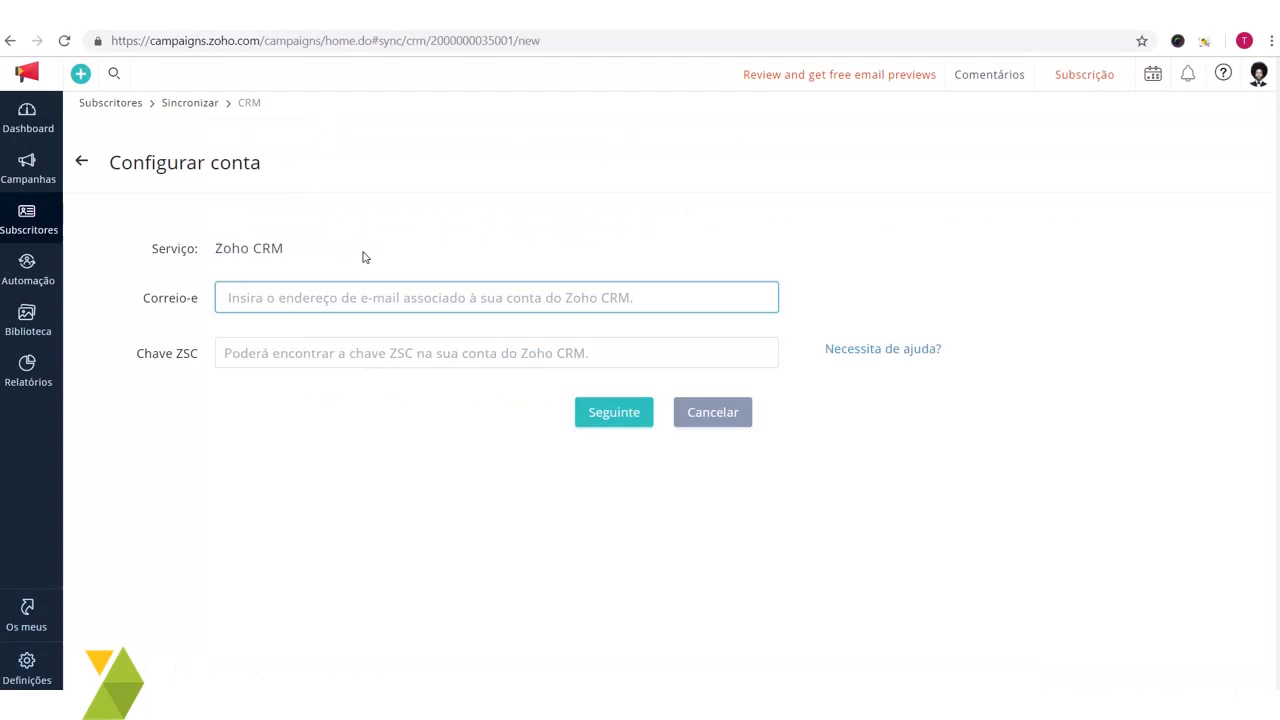 https://campaigns.zoho.com/campaigns/home.do#sync/crm/2000000035001/new
T
Review and get free email previews
Comentários
Subscrição
Subscritores > Sincronizar > CRM
Dashboard
Campanhas
Subscritores
Automação
Biblioteca
Relatórios
Os meus
Definições
Configurar conta
Serviço: Zoho CRM
Correio-e Insira o endereço de e-mail associado à sua conta do Zoho CRM.
Chave ZSC Poderá encontrar a chave ZSC na sua conta do Zoho CRM. Necessita de ajuda?
Seguinte Cancelar